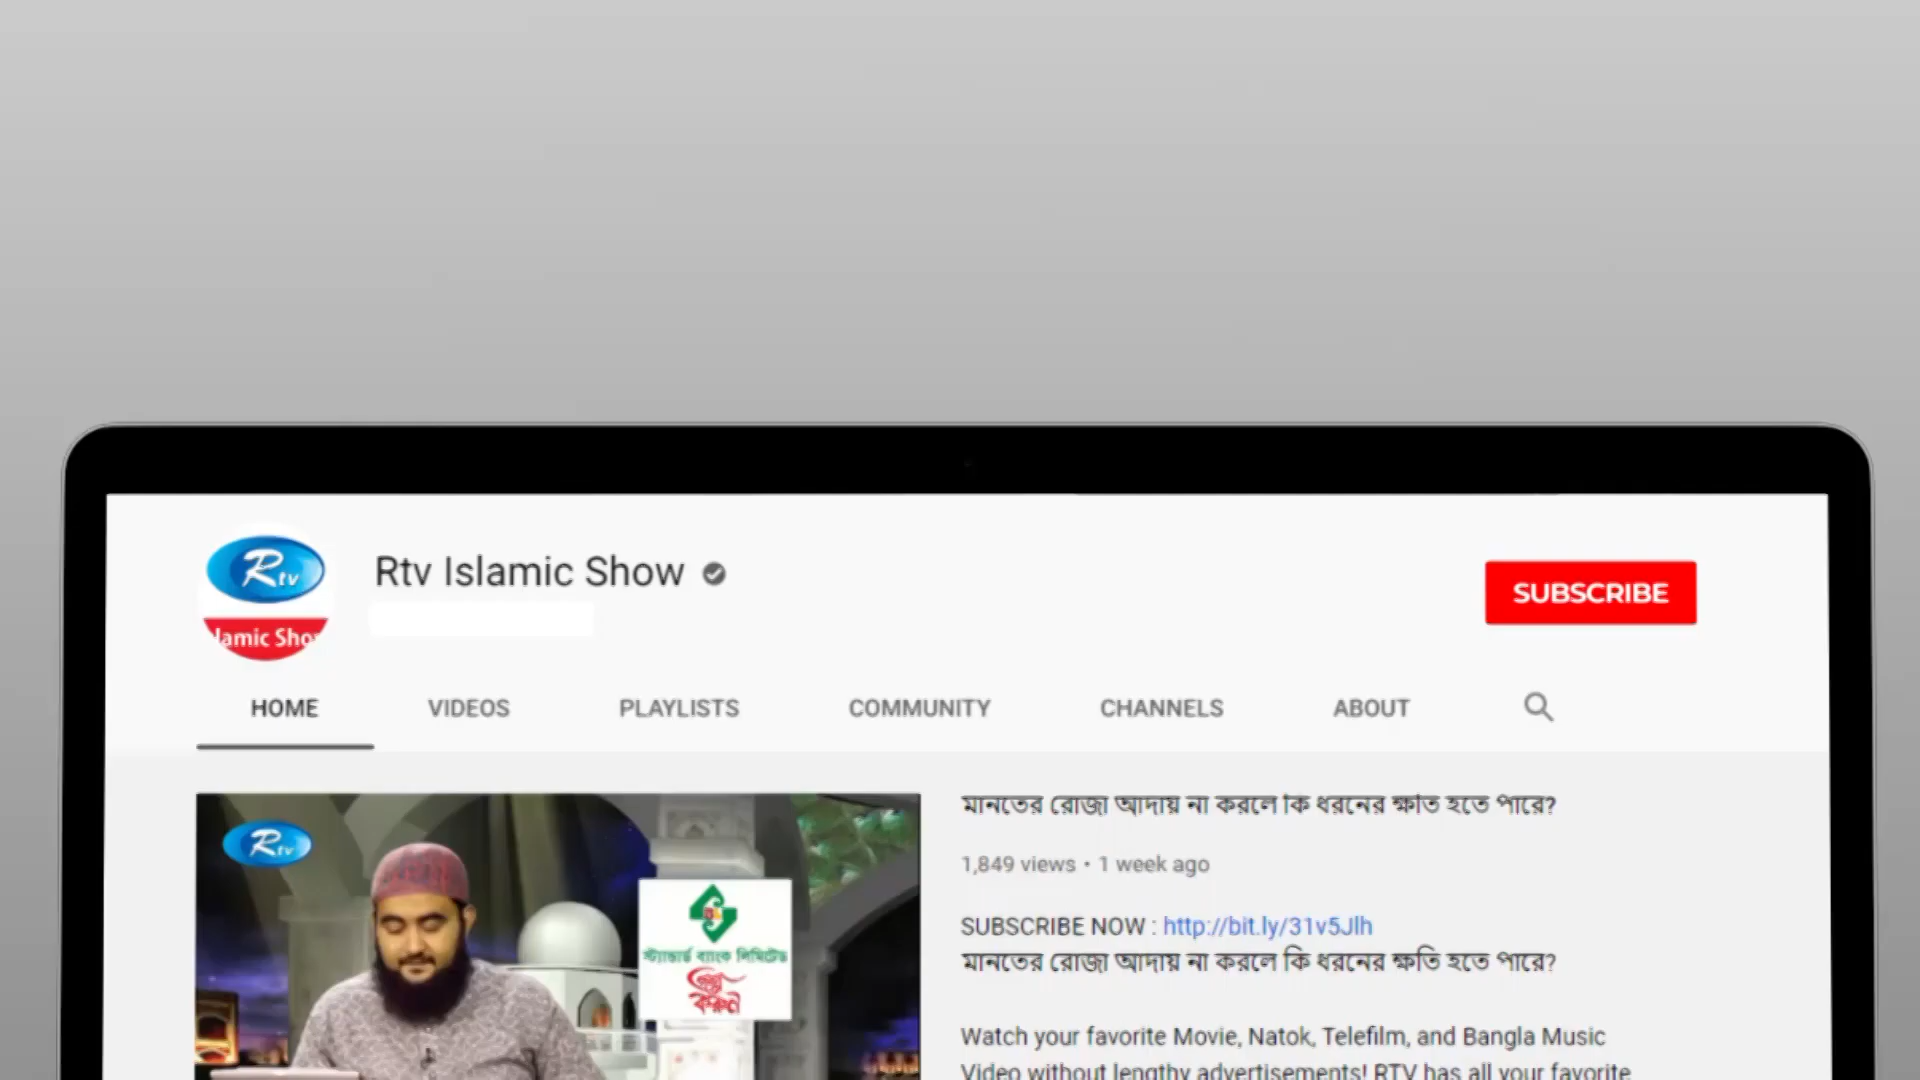 Rtv
lamic Sho
Rtv Islamic Show
SUBSCRIBE
HOME
VIDEOS
PLAYLISTS
COMMUNITY
CHANNELS
ABOUT
Rtv
স্ট্যান্ডার্ড ব্যাংক লিমিটেড
প্রশ্ন
করুন
মানতের রোজা আদায় না করলে কি ধরনের ক্ষতি হতে পারে?
1,849 views • 1 week ago
SUBSCRIBE NOW : http://bit.ly/31v5Jlh
মানতের রোজা আদায় না করলে কি ধরনের ক্ষতি হতে পারে?
Watch your favorite Movie, Natok, Telefilm, and Bangla Music
Video without lengthy advertisements! RTV has all your favorite